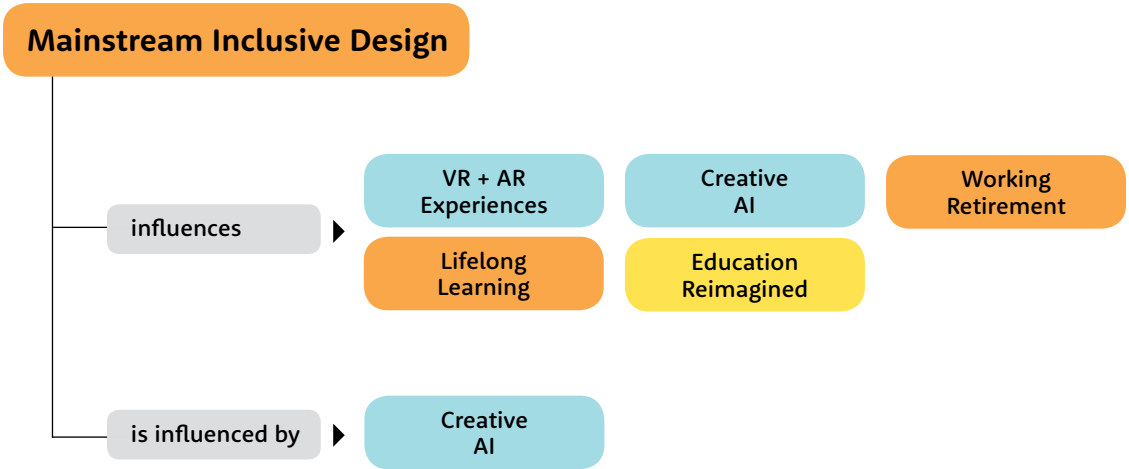 Mainstream Inclusive Design
influences
VR + AR
Experiences
Creative
AI
Working
Retirement
Lifelong
Learning
Education
Reimagined
is influenced by
Creative
AI